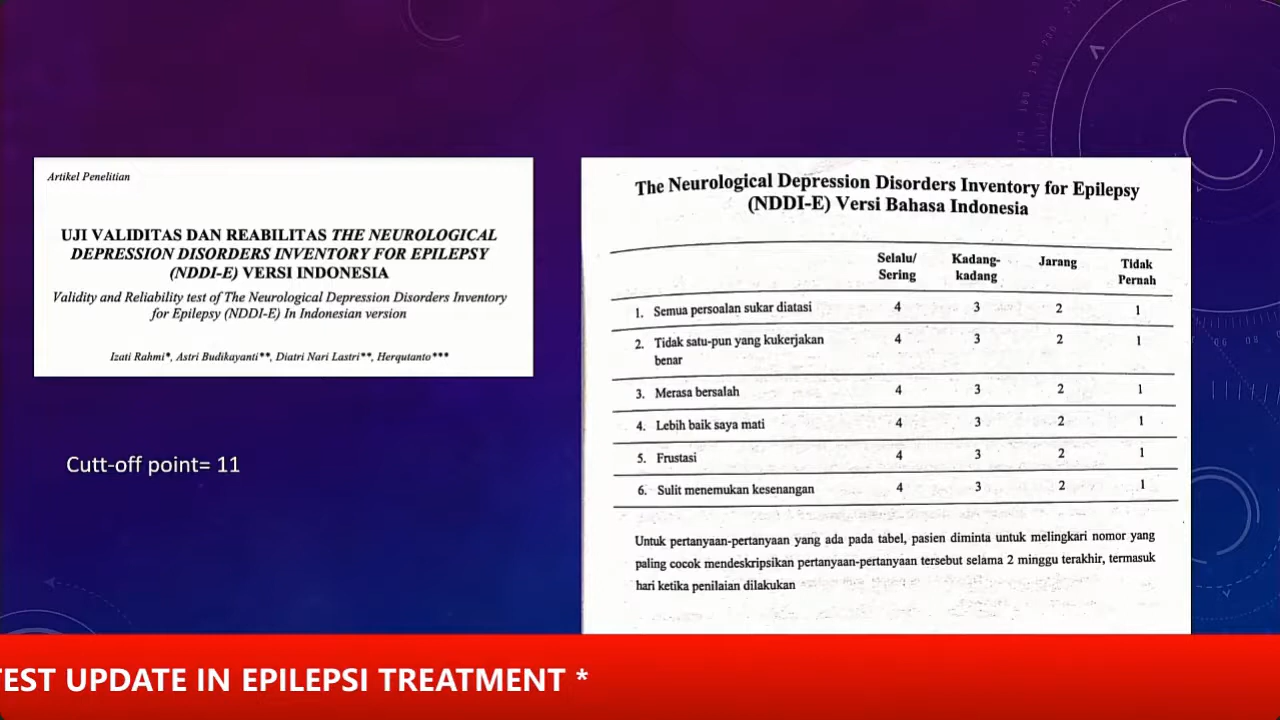 Artikel Penelitian
UJI VALIDITAS DAN REABILITAS THE NEUROLOGICAL
DEPRESSION DISORDERS INVENTORY FOR EPILEPSY
(NDDI-E) VERSI INDONESIA
Validity and Reliability test of The Neurological Depression Disorders Inventory
for Epilepsy (NDDI-E) In Indonesian version
Izati Rahmi*, Astri Budikayanti**, Diatri Nari Lastri**, Herqutanto***
Cutt-off point= 11
The Neurological Depression Disorders Inventory for Epilepsy
(NDDI-E) Versi Bahasa Indonesia
Selalu/ Sering Kadang- kadang Jarang Tidak Pernah
1. Semua persoalan sukar diatasi 4 3 2 1
2. Tidak satu-pun yang kukerjakan 4 3 2 1
benar
3. Merasa bersalah 4 3 2 1
4. Lebih baik saya mati 4 3 2 1
5. Frustasi 4 3 2 1
6. Sulit menemukan kesenangan 4 3 2 1
Untuk pertanyaan-pertanyaan yang ada pada tabel, pasien diminta untuk melingkari nomor yang
paling cocok mendeskripsikan pertanyaan-pertanyaan tersebut selama 2 minggu terakhir, termasuk
hari ketika penilaian dilakukan
TEST UPDATE IN EPILEPSI TREATMENT *